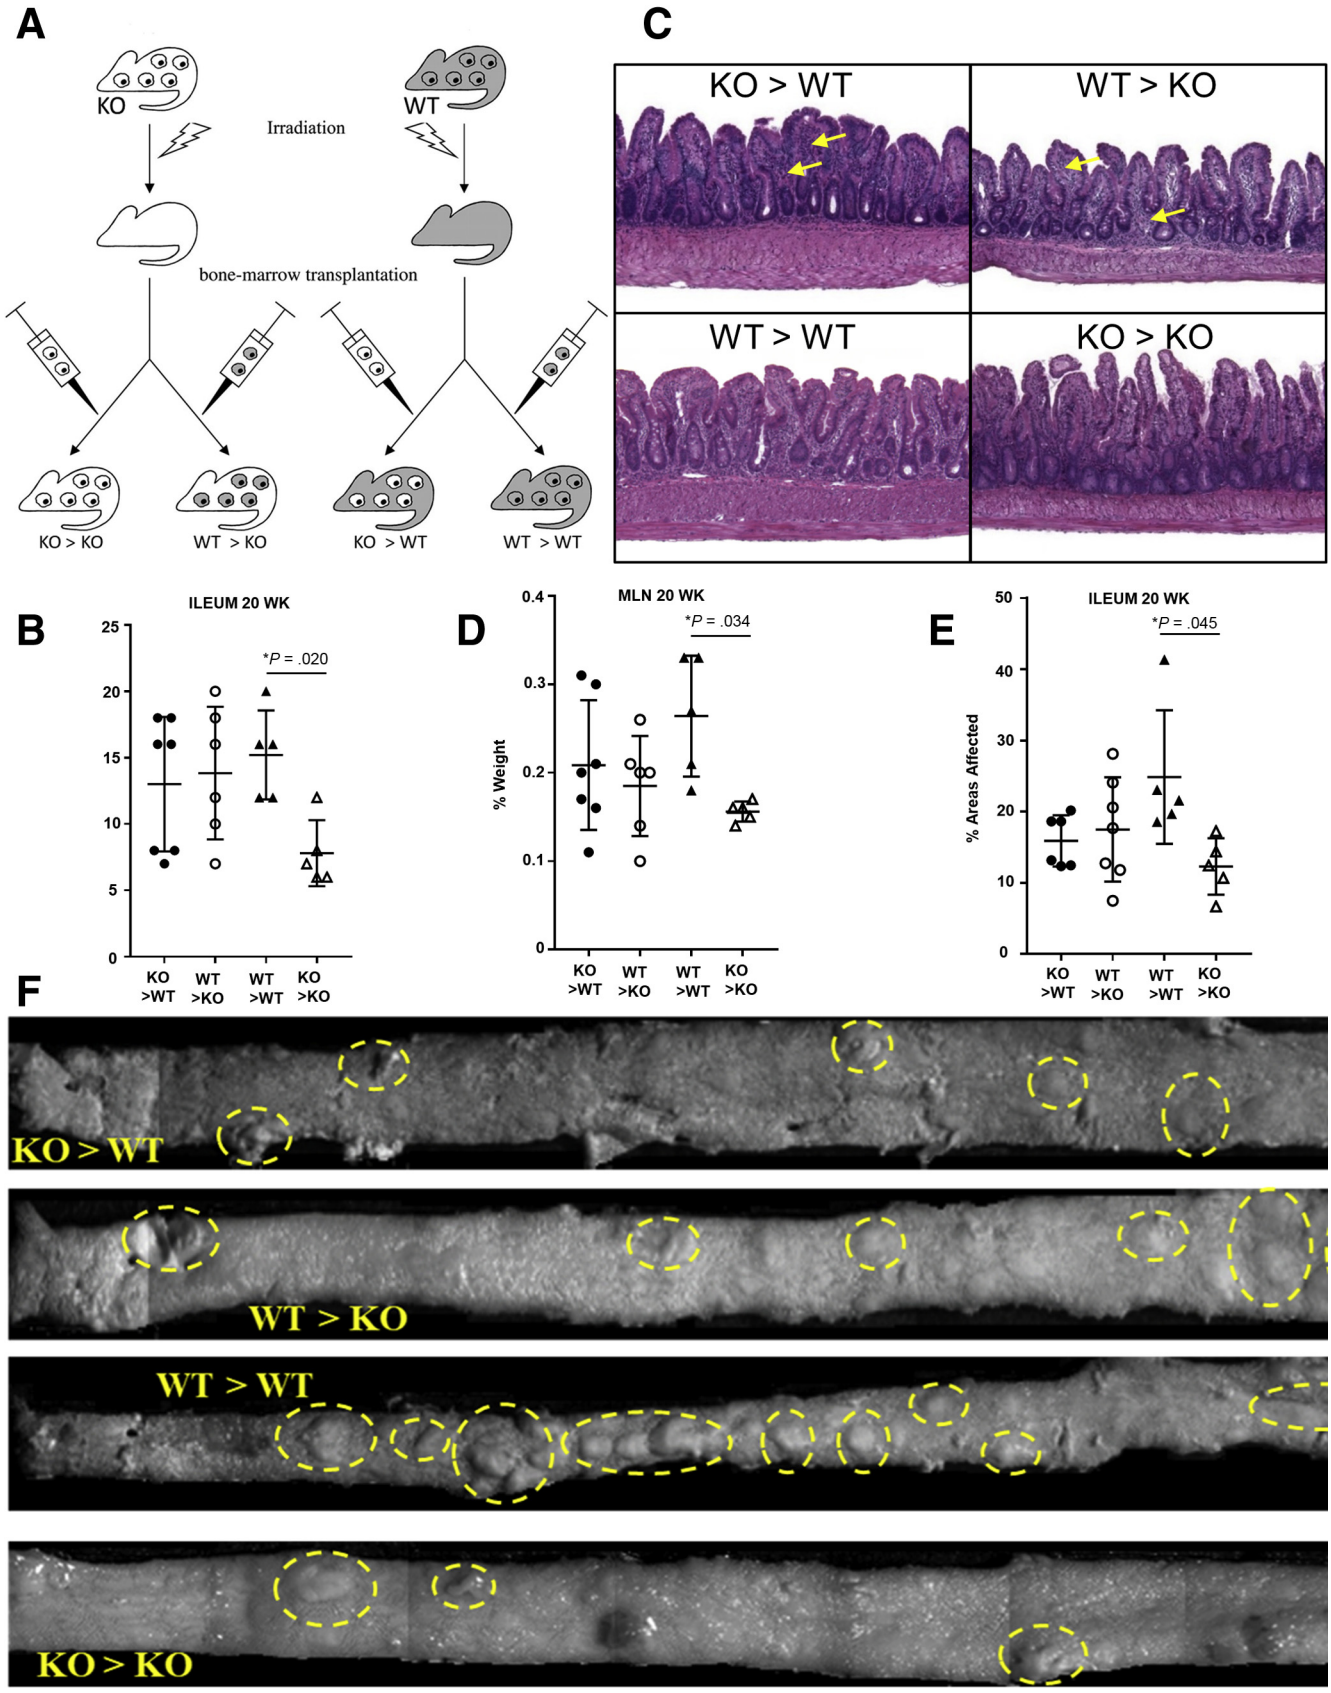 A
KO
WT
Irradiation
bone-marrow transplantation
KO > KO
WT > KO
KO > WT
WT > WT
C
KO > WT
WT > KO
WT > WT
KO > KO
B
ILEUM 20 WK
*P = .020
25
20
15
10
5
0
KO
>WT
WT
>KO
WT
>WT
KO
>KO
D
MLN 20 WK
*P = .034
% Weight
0.4
0.3
0.2
0.1
0
KO
>WT
WT
>KO
WT
>WT
KO
>KO
E
ILEUM 20 WK
*P = .045
% Areas Affected
50
40
30
20
10
0
KO
>WT
WT
>KO
WT
>WT
KO
>KO
F
KO > WT
WT > KO
WT > WT
KO > KO